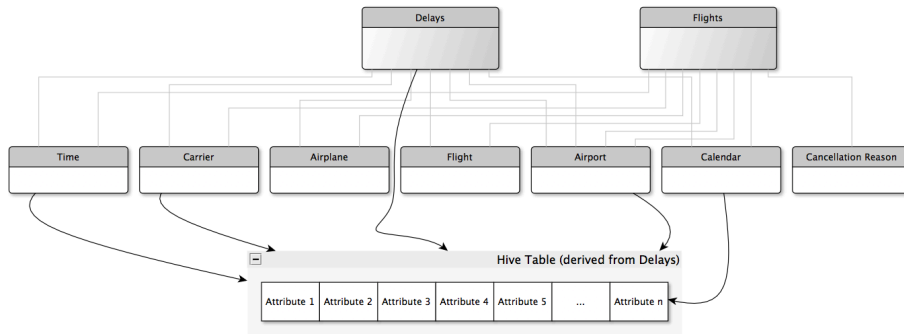 Delays
Flights
Time
Carrier
Airplane
Flight
Airport
Calendar
Cancellation Reason
Hive Table (derived from Delays)
Attribute 1
Attribute 2
Attribute 3
Attribute 4
Attribute 5
...
Attribute n